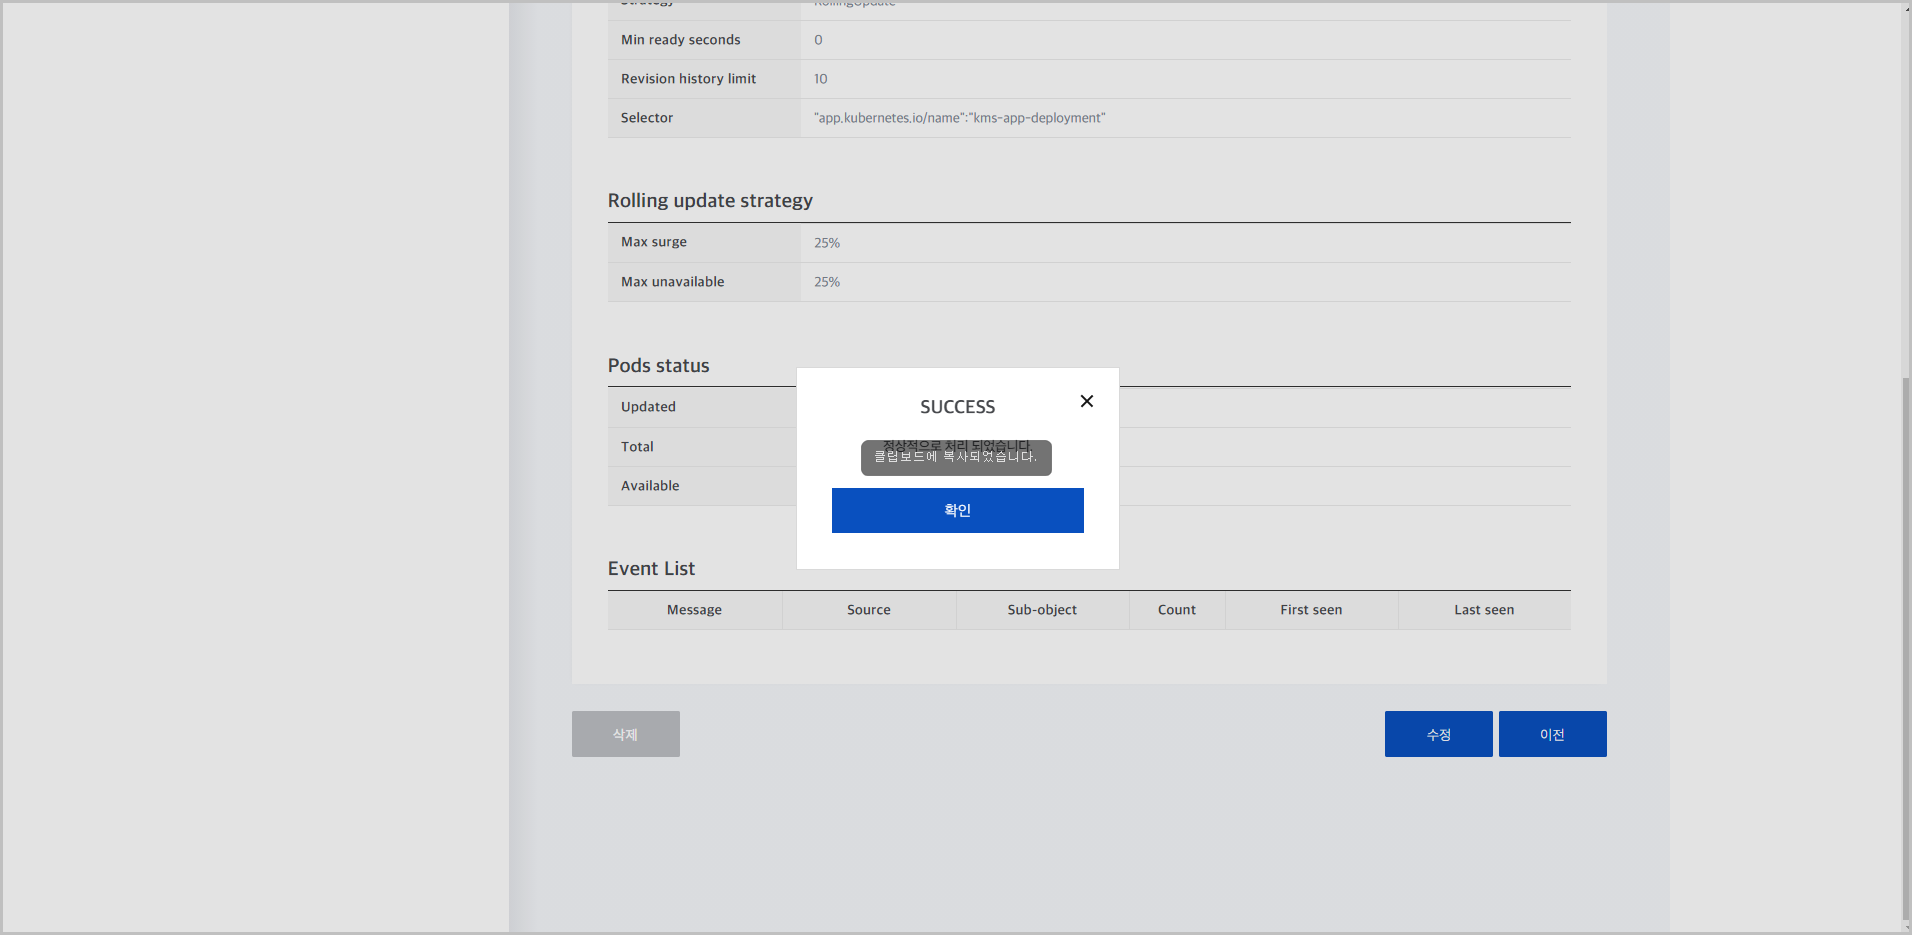 Strategy
RollingUpdate
Min ready seconds
0
Revision history limit
10
Selector
"app.kubernetes.io/name":"kms-app-deployment"
Rolling update strategy
Max surge
25%
Max unavailable
25%
Pods status
Updated
Total
Available
SUCCESS
정상적으로 처리 되었습니다.
클립보드에 복사되었습니다.
확인
Event List
Message Source Sub-object Count First seen Last seen
삭제
수정
이전